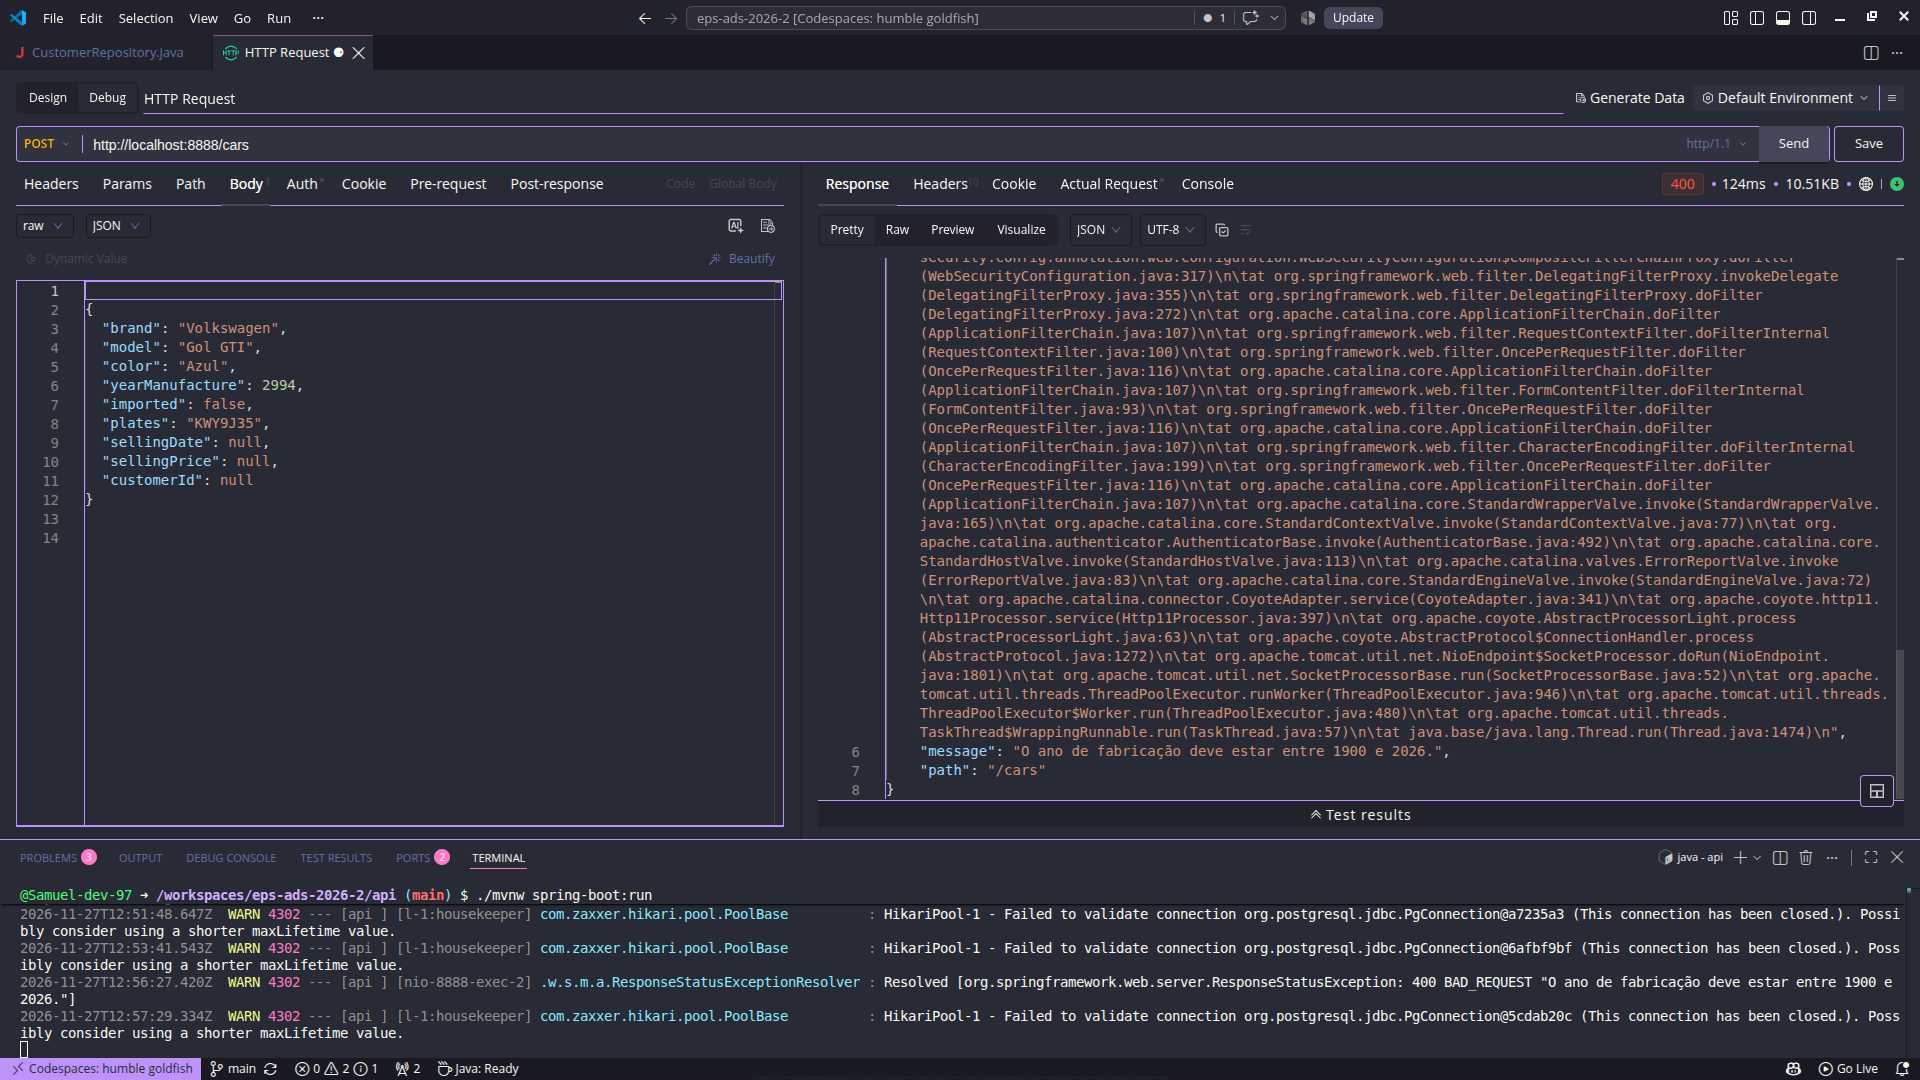 File Edit Selection View Go Run ···
eps-ads-2026-2 [Codespaces: humble goldfish]
1
Update
CustomerRepository.java
HTTP Request
Design Debug HTTP Request
Generate Data
Default Environment
POST http://localhost:8888/cars
http/1.1
Send
Save
Headers Params Path Body 1 Auth Cookie Pre-request Post-response
Code Global Body
raw JSON
Dynamic Value
Beautify
1
2 {
3 "brand": "Volkswagen",
4 "model": "Gol GTI",
5 "color": "Azul",
6 "yearManufacture": 2994,
7 "imported": false,
8 "plates": "KWY9J35",
9 "sellingDate": null,
10 "sellingPrice": null,
11 "customerId": null
12 }
13
14
Response Headers 10 Cookie Actual Request Console
400 • 124ms • 10.51KB •
Pretty Raw Preview Visualize JSON UTF-8
security.config.annotation.web.configuration.WebSecurityConfiguration$CompositeFilterChainProxy.doFilter
(WebSecurityConfiguration.java:317)\n\tat org.springframework.web.filter.DelegatingFilterProxy.invokeDelegate
(DelegatingFilterProxy.java:355)\n\tat org.springframework.web.filter.DelegatingFilterProxy.doFilter
(DelegatingFilterProxy.java:272)\n\tat org.apache.catalina.core.ApplicationFilterChain.doFilter
(ApplicationFilterChain.java:107)\n\tat org.springframework.web.filter.RequestContextFilter.doFilterInternal
(RequestContextFilter.java:100)\n\tat org.springframework.web.filter.OncePerRequestFilter.doFilter
(OncePerRequestFilter.java:116)\n\tat org.apache.catalina.core.ApplicationFilterChain.doFilter
(ApplicationFilterChain.java:107)\n\tat org.springframework.web.filter.FormContentFilter.doFilterInternal
(FormContentFilter.java:93)\n\tat org.springframework.web.filter.OncePerRequestFilter.doFilter
(OncePerRequestFilter.java:116)\n\tat org.apache.catalina.core.ApplicationFilterChain.doFilter
(ApplicationFilterChain.java:107)\n\tat org.springframework.web.filter.CharacterEncodingFilter.doFilterInternal
(CharacterEncodingFilter.java:199)\n\tat org.springframework.web.filter.OncePerRequestFilter.doFilter
(OncePerRequestFilter.java:116)\n\tat org.apache.catalina.core.ApplicationFilterChain.doFilter
(ApplicationFilterChain.java:107)\n\tat org.apache.catalina.core.StandardWrapperValve.invoke(StandardWrapperValve.
java:165)\n\tat org.apache.catalina.core.StandardContextValve.invoke(StandardContextValve.java:77)\n\tat org.
apache.catalina.authenticator.AuthenticatorBase.invoke(AuthenticatorBase.java:492)\n\tat org.apache.catalina.core.
StandardHostValve.invoke(StandardHostValve.java:113)\n\tat org.apache.catalina.valves.ErrorReportValve.invoke
(ErrorReportValve.java:83)\n\tat org.apache.catalina.core.StandardEngineValve.invoke(StandardEngineValve.java:72)
\n\tat org.apache.catalina.connector.CoyoteAdapter.service(CoyoteAdapter.java:341)\n\tat org.apache.coyote.http11.
Http11Processor.service(Http11Processor.java:397)\n\tat org.apache.coyote.AbstractProcessorLight.process
(AbstractProcessorLight.java:63)\n\tat org.apache.coyote.AbstractProtocol$ConnectionHandler.process
(AbstractProtocol.java:1272)\n\tat org.apache.tomcat.util.net.NioEndpoint$SocketProcessor.doRun(NioEndpoint.
java:1801)\n\tat org.apache.tomcat.util.net.SocketProcessorBase.run(SocketProcessorBase.java:52)\n\tat org.apache.
tomcat.util.threads.ThreadPoolExecutor.runWorker(ThreadPoolExecutor.java:946)\n\tat org.apache.tomcat.util.threads.
ThreadPoolExecutor$Worker.run(ThreadPoolExecutor.java:480)\n\tat org.apache.tomcat.util.threads.
TaskThread$WrappingRunnable.run(TaskThread.java:57)\n\tat java.base/java.lang.Thread.run(Thread.java:1474)\n",
6 "message": "O ano de fabricação deve estar entre 1900 e 2026.",
7 "path": "/cars"
8 }
Test results
PROBLEMS 3 OUTPUT DEBUG CONSOLE TEST RESULTS PORTS 2 TERMINAL
java - api
@Samuel-dev-97 ➜ /workspaces/eps-ads-2026-2/api (main) $ ./mvnw spring-boot:run
2026-11-27T12:51:48.647Z WARN 4302 --- [api ] [l-1:housekeeper] com.zaxxer.hikari.pool.PoolBase : HikariPool-1 - Failed to validate connection org.postgresql.jdbc.PgConnection@a7235a3 (This connection has been closed.). Possi
bly consider using a shorter maxLifetime value.
2026-11-27T12:53:41.543Z WARN 4302 --- [api ] [l-1:housekeeper] com.zaxxer.hikari.pool.PoolBase : HikariPool-1 - Failed to validate connection org.postgresql.jdbc.PgConnection@6afbf9bf (This connection has been closed.). Poss
ibly consider using a shorter maxLifetime value.
2026-11-27T12:56:27.420Z WARN 4302 --- [api ] [nio-8888-exec-2] .w.s.m.a.ResponseStatusExceptionResolver : Resolved [org.springframework.web.server.ResponseStatusException: 400 BAD_REQUEST "O ano de fabricação deve estar entre 1900 e
2026."]
2026-11-27T12:57:29.334Z WARN 4302 --- [api ] [l-1:housekeeper] com.zaxxer.hikari.pool.PoolBase : HikariPool-1 - Failed to validate connection org.postgresql.jdbc.PgConnection@5cdab20c (This connection has been closed.). Poss
ibly consider using a shorter maxLifetime value.
Codespaces: humble goldfish main 0 2 1 2 Java: Ready
Go Live